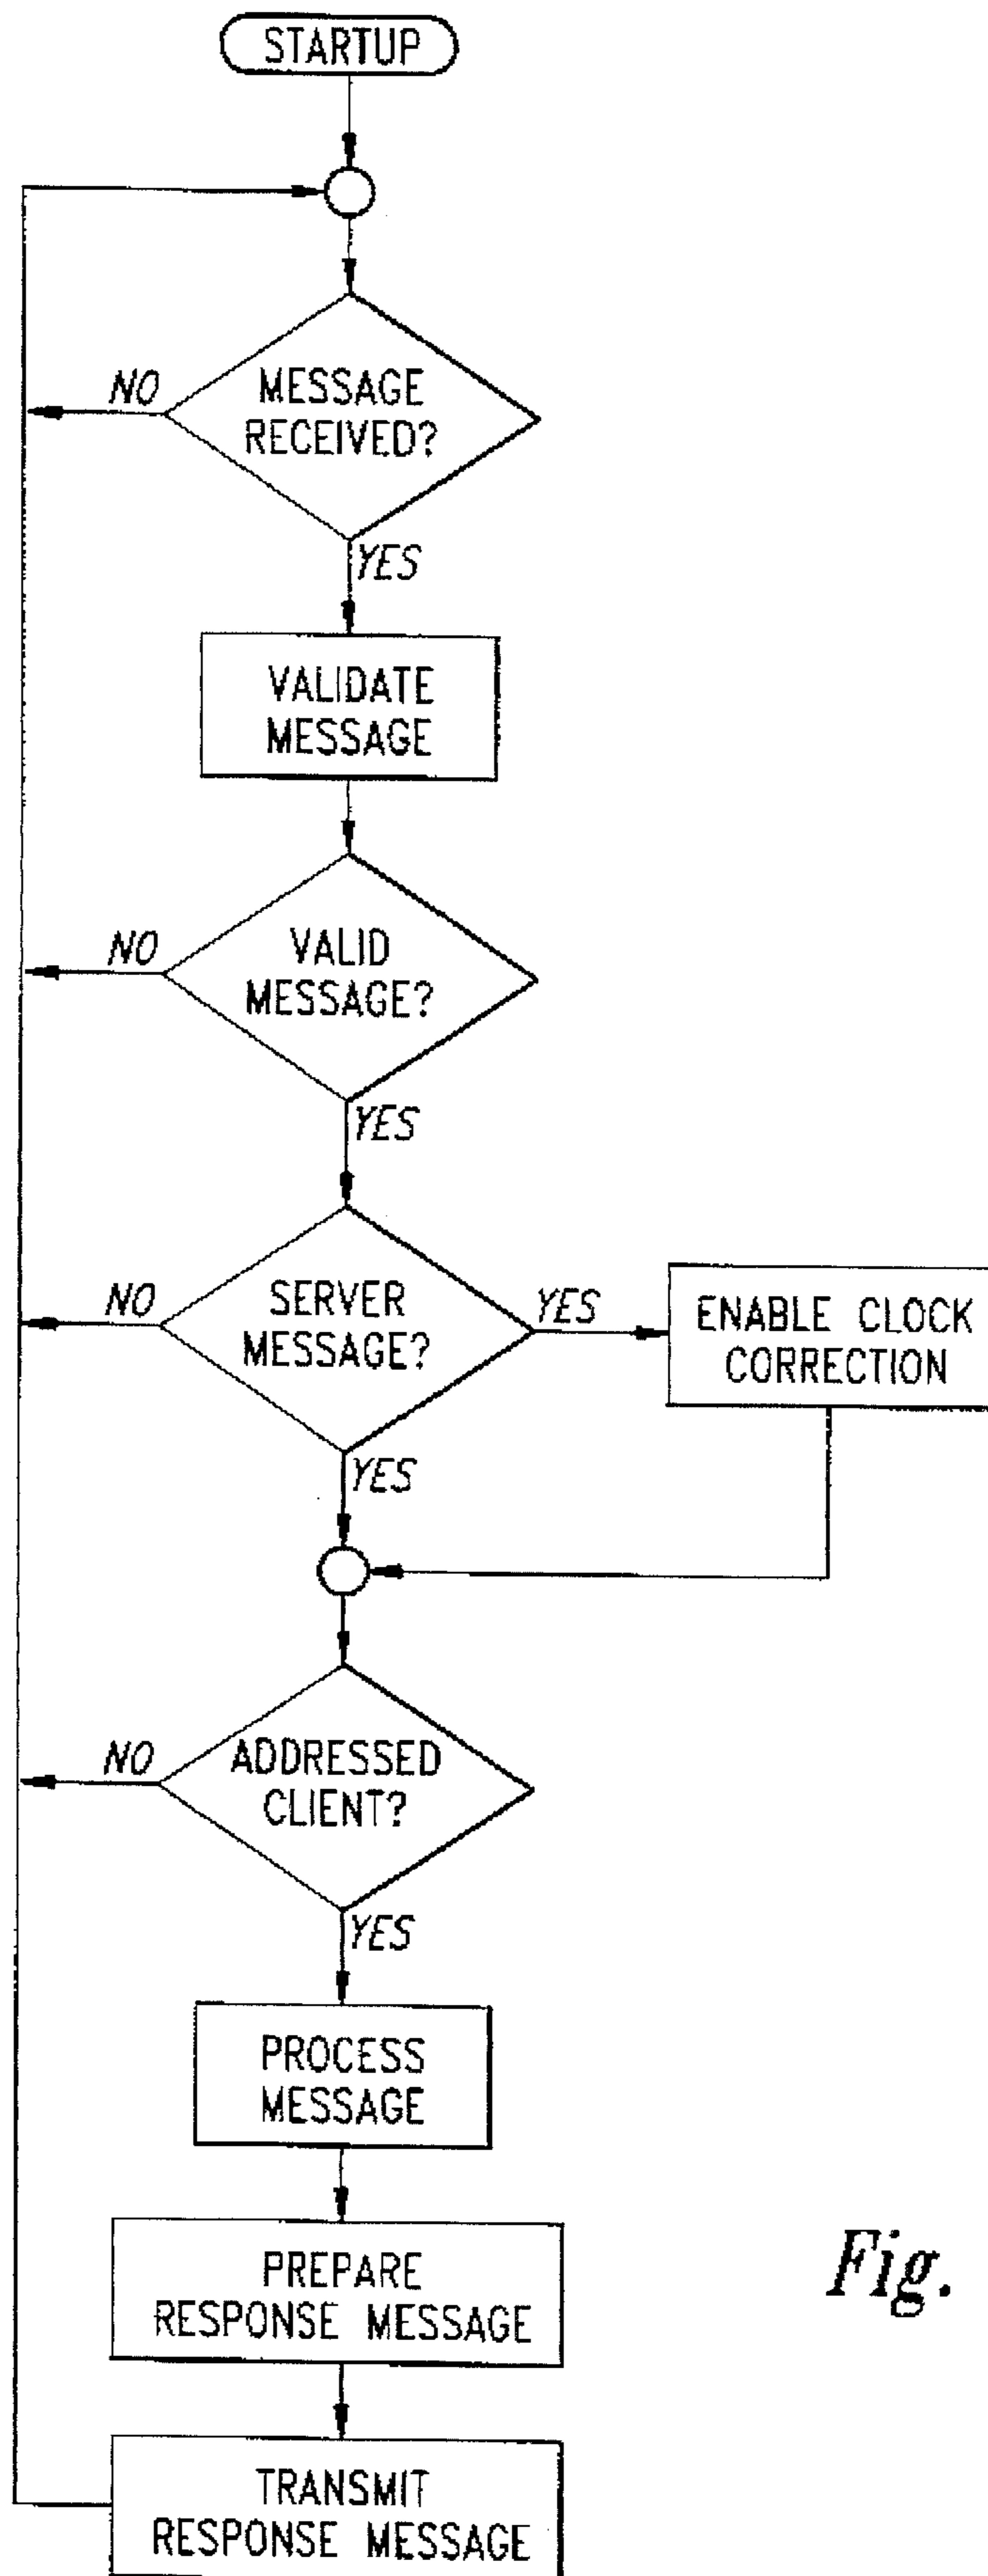 STARTUP
NO
MESSAGE
RECEIVED?
YES
VALIDATE
MESSAGE
NO
VALID
MESSAGE?
YES
NO
SERVER
MESSAGE?
YES
ENABLE CLOCK
CORRECTION
YES
NO
ADDRESSED
CLIENT?
YES
PROCESS
MESSAGE
PREPARE
RESPONSE MESSAGE
Fig.
TRANSMIT
RESPONSE MESSAGE